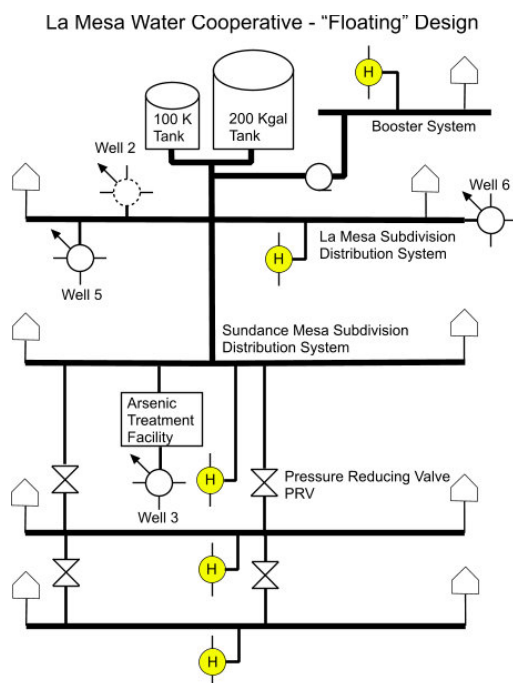 La Mesa Water Cooperative - “Floating” Design
H
100 K
Tank
200 Kgal
Tank
Booster System
Well 2
Well 6
H
La Mesa Subdivision
Distribution System
Well 5
Sundance Mesa Subdivision
Distribution System
Arsenic
Treatment
Facility
H
Pressure Reducing Valve
PRV
Well 3
H
H